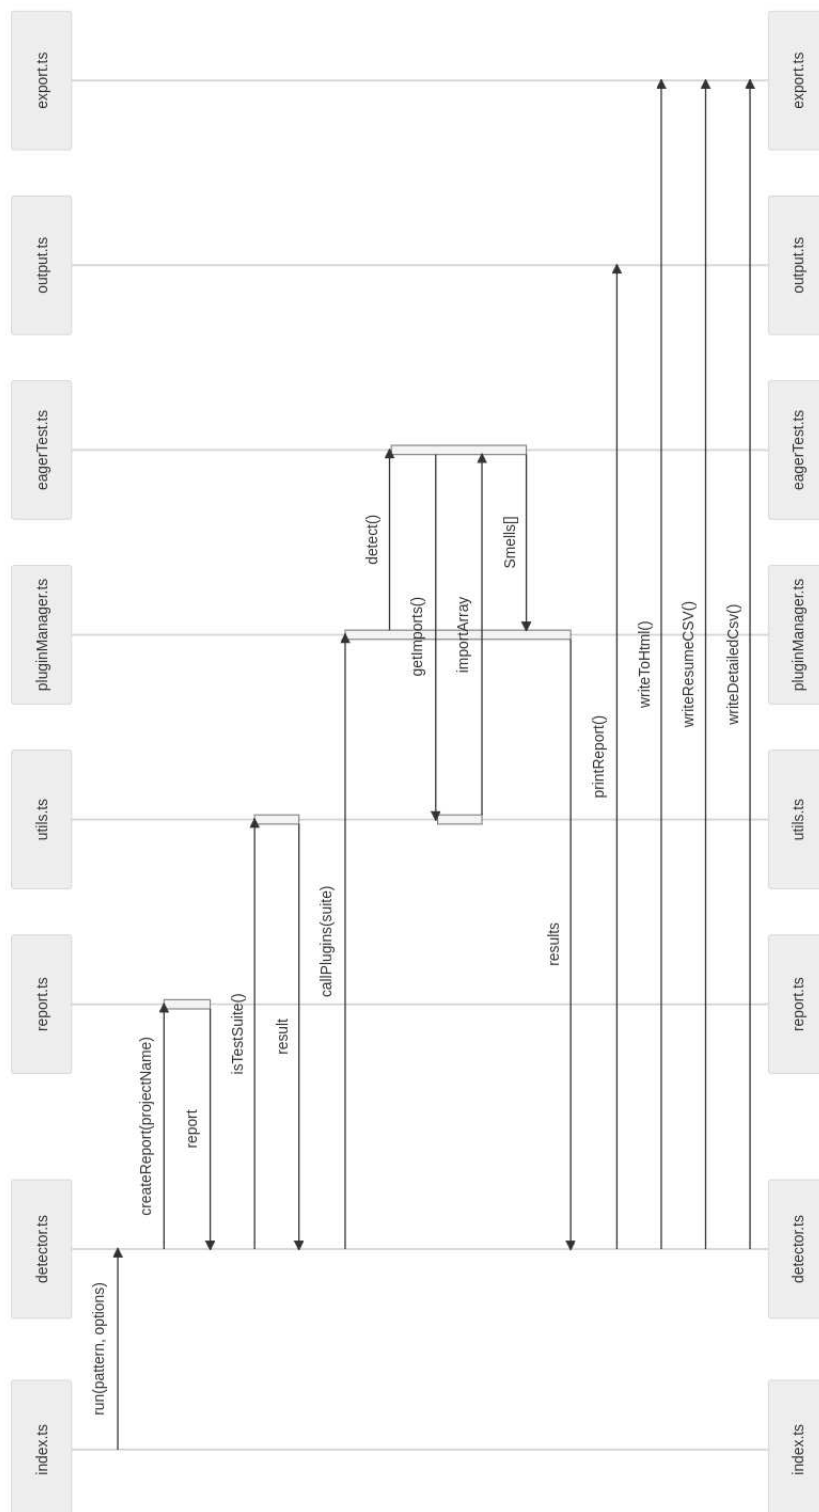 index.ts
detector.ts
report.ts
utils.ts
pluginManager.ts
eagerTest.ts
output.ts
export.ts
run(pattern, options)
createReport(projectName)
report
isTestSuite()
result
callPlugins(suite)
detect()
getImports()
importArray
Smells[]
results
printReport()
writeToHtml()
writeResumeCSV()
writeDetailedCsv()
index.ts
detector.ts
report.ts
utils.ts
pluginManager.ts
eagerTest.ts
output.ts
export.ts